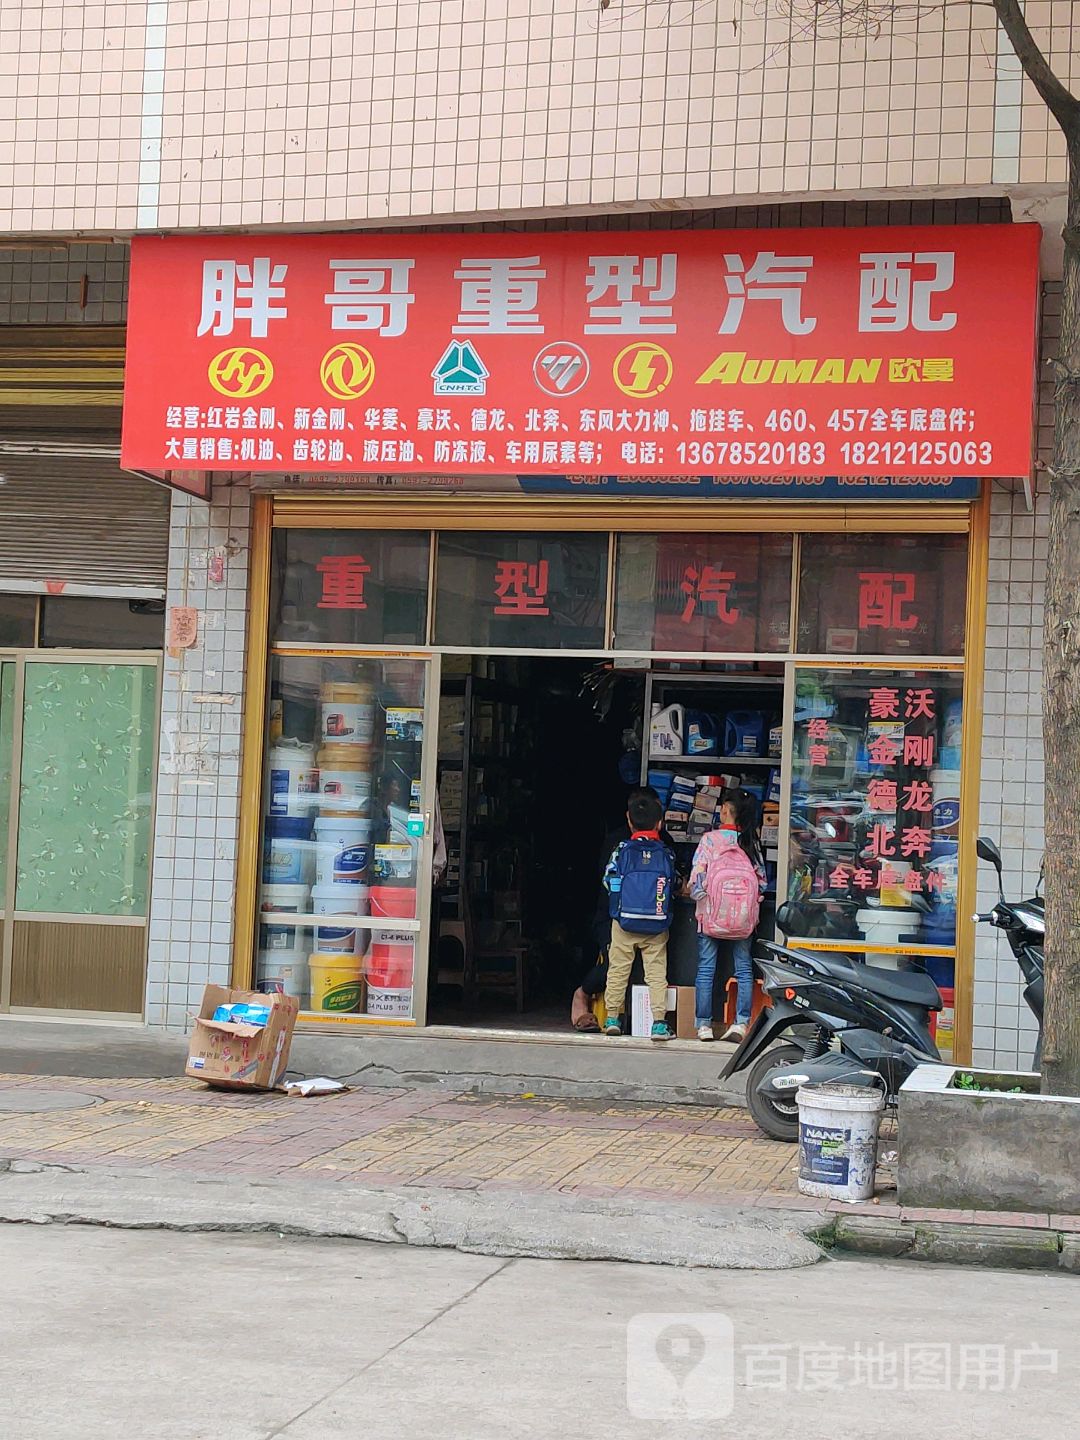 胖哥重型汽配
CNHTC
AUMAN 欧曼
经营:红岩金刚、新金刚、华菱、豪沃、德龙、北奔、东风大力神、拖挂车、460、457全车底盘件;
大量销售:机油、齿轮油、液压油、防冻液、车用尿素等; 电话: 13678520183 18212125063
重型汽配
经营
豪沃
金刚
德龙
北奔
全车底盘件
Kimbool
CI-4 PLUS
NANO
百度地图用户